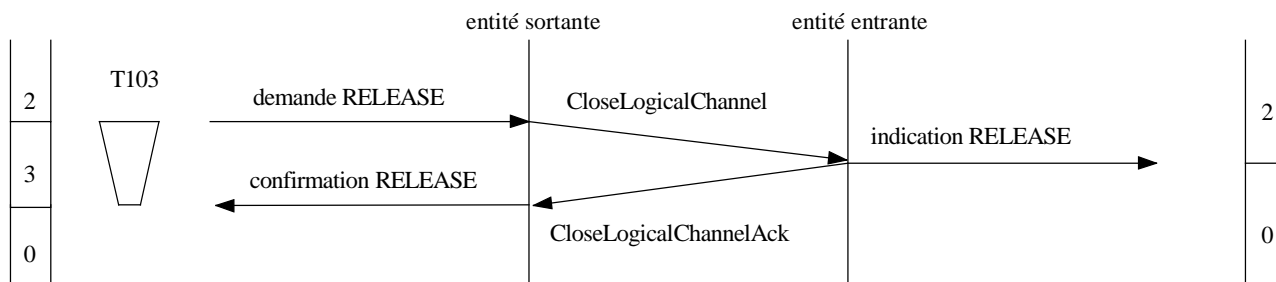 entité sortante
entité entrante
T103
2
demande RELEASE
CloseLogicalChannel
2
indication RELEASE
3
confirmation RELEASE
CloseLogicalChannelAck
0
0